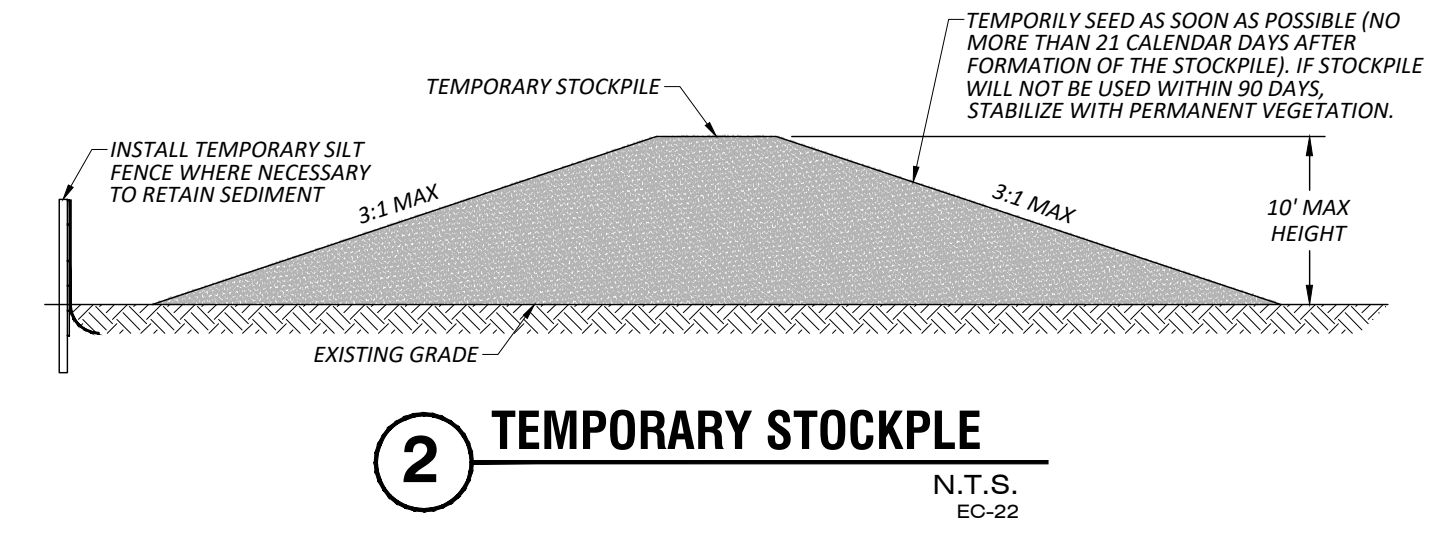 TEMPORILY SEED AS SOON AS POSSIBLE (NO
MORE THAN 21 CALENDAR DAYS AFTER
FORMATION OF THE STOCKPILE). IF STOCKPILE
WILL NOT BE USED WITHIN 90 DAYS,
STABILIZE WITH PERMANENT VEGETATION.
TEMPORARY STOCKPILE
INSTALL TEMPORARY SILT
FENCE WHERE NECESSARY
TO RETAIN SEDIMENT
3:1 MAX
3:1 MAX
10' MAX
HEIGHT
EXISTING GRADE
2
TEMPORARY STOCKPLE
N.T.S.
EC-22